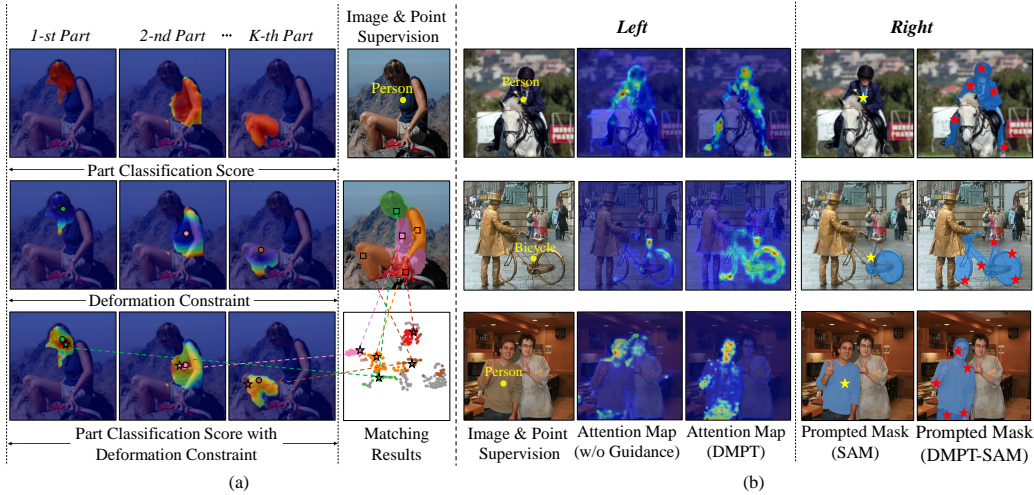 1-st Part
2-nd Part
...
K-th Part
Image & Point
Supervision
Person
Part Classification Score
Deformation Constraint
Part Classification Score with
Deformation Constraint
Matching
Results
(a)
Left
Right
Person
Bicycle
Person
Image & Point
Supervision
Attention Map
(w/o Guidance)
Attention Map
(DMPT)
Prompted Mask
(SAM)
Prompted Mask
(DMPT-SAM)
(b)